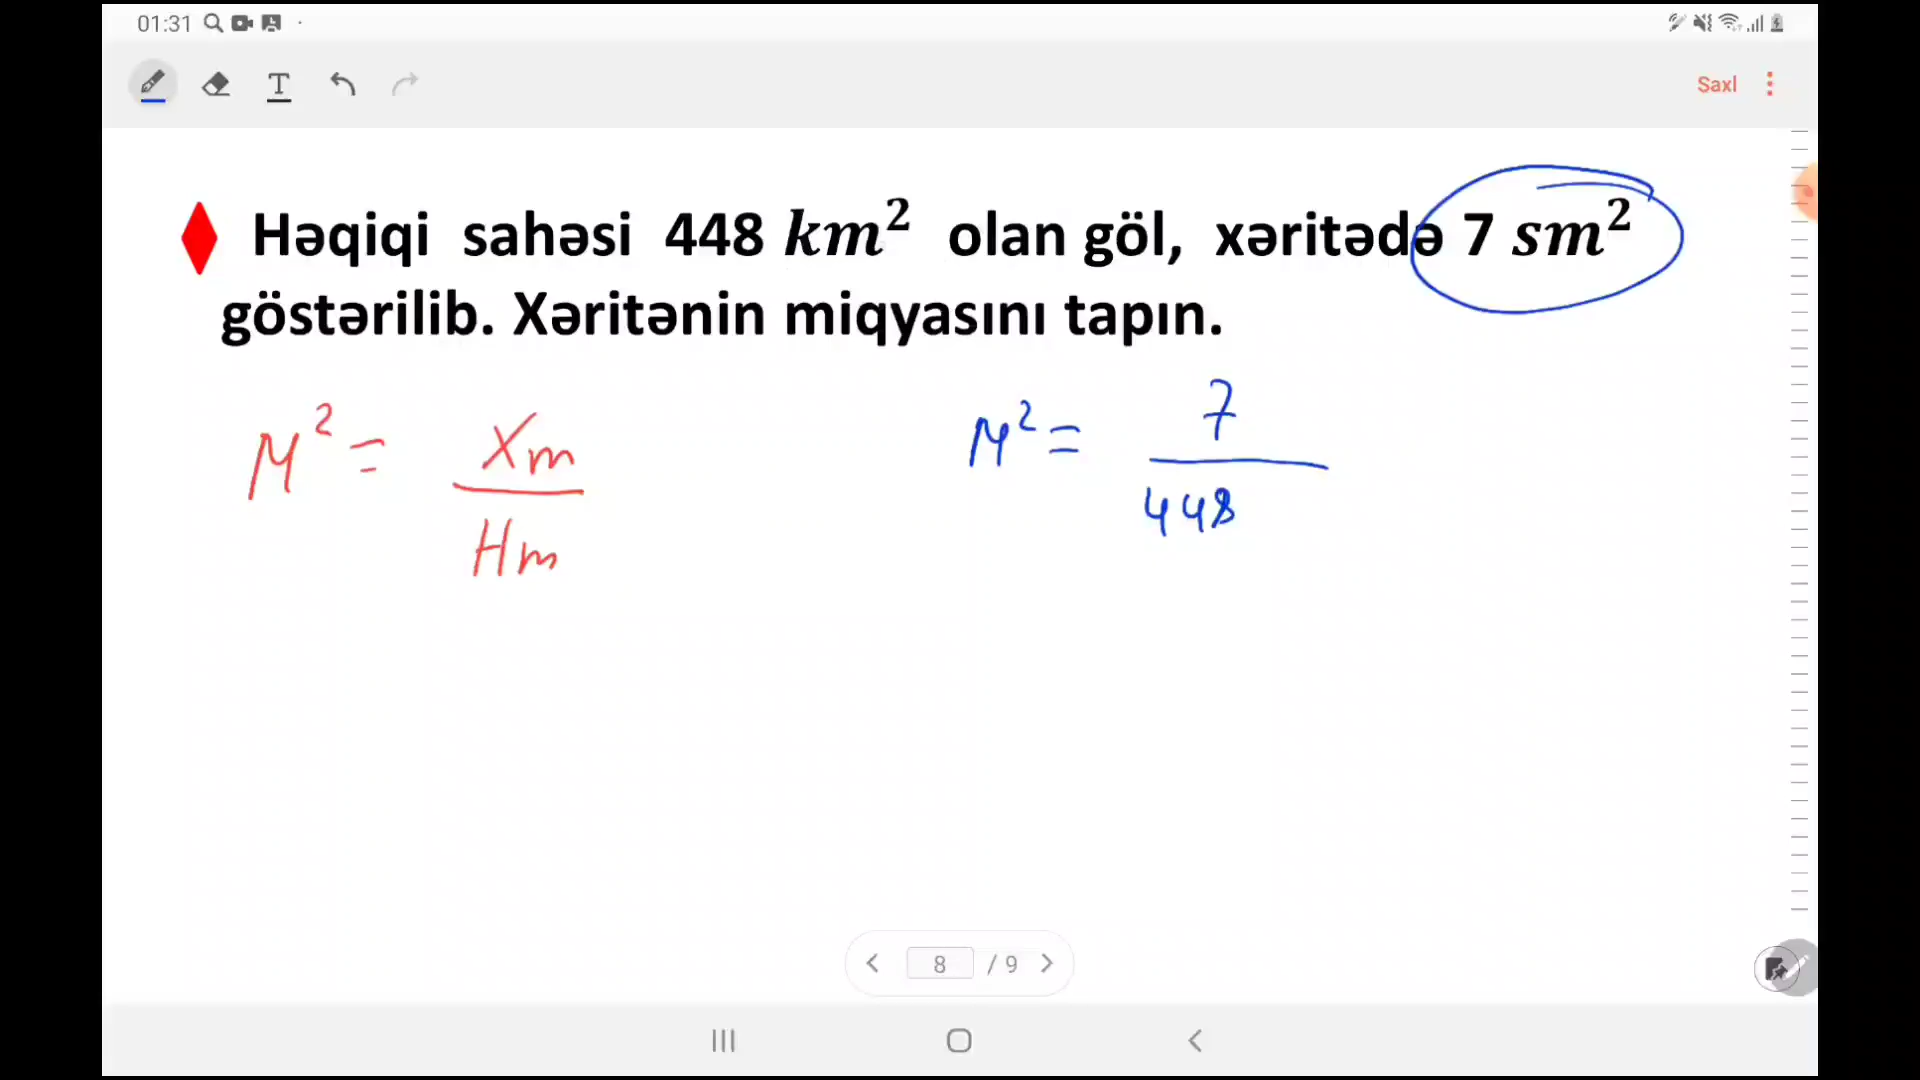 01:31
Saxl
Həqiqi sahəsi 448 km² olan göl, xəritədə 7 sm²
göstərilib. Xəritənin miqyasını tapın.
M² = Xm / Hm
M² = 7 / 448
8 / 9